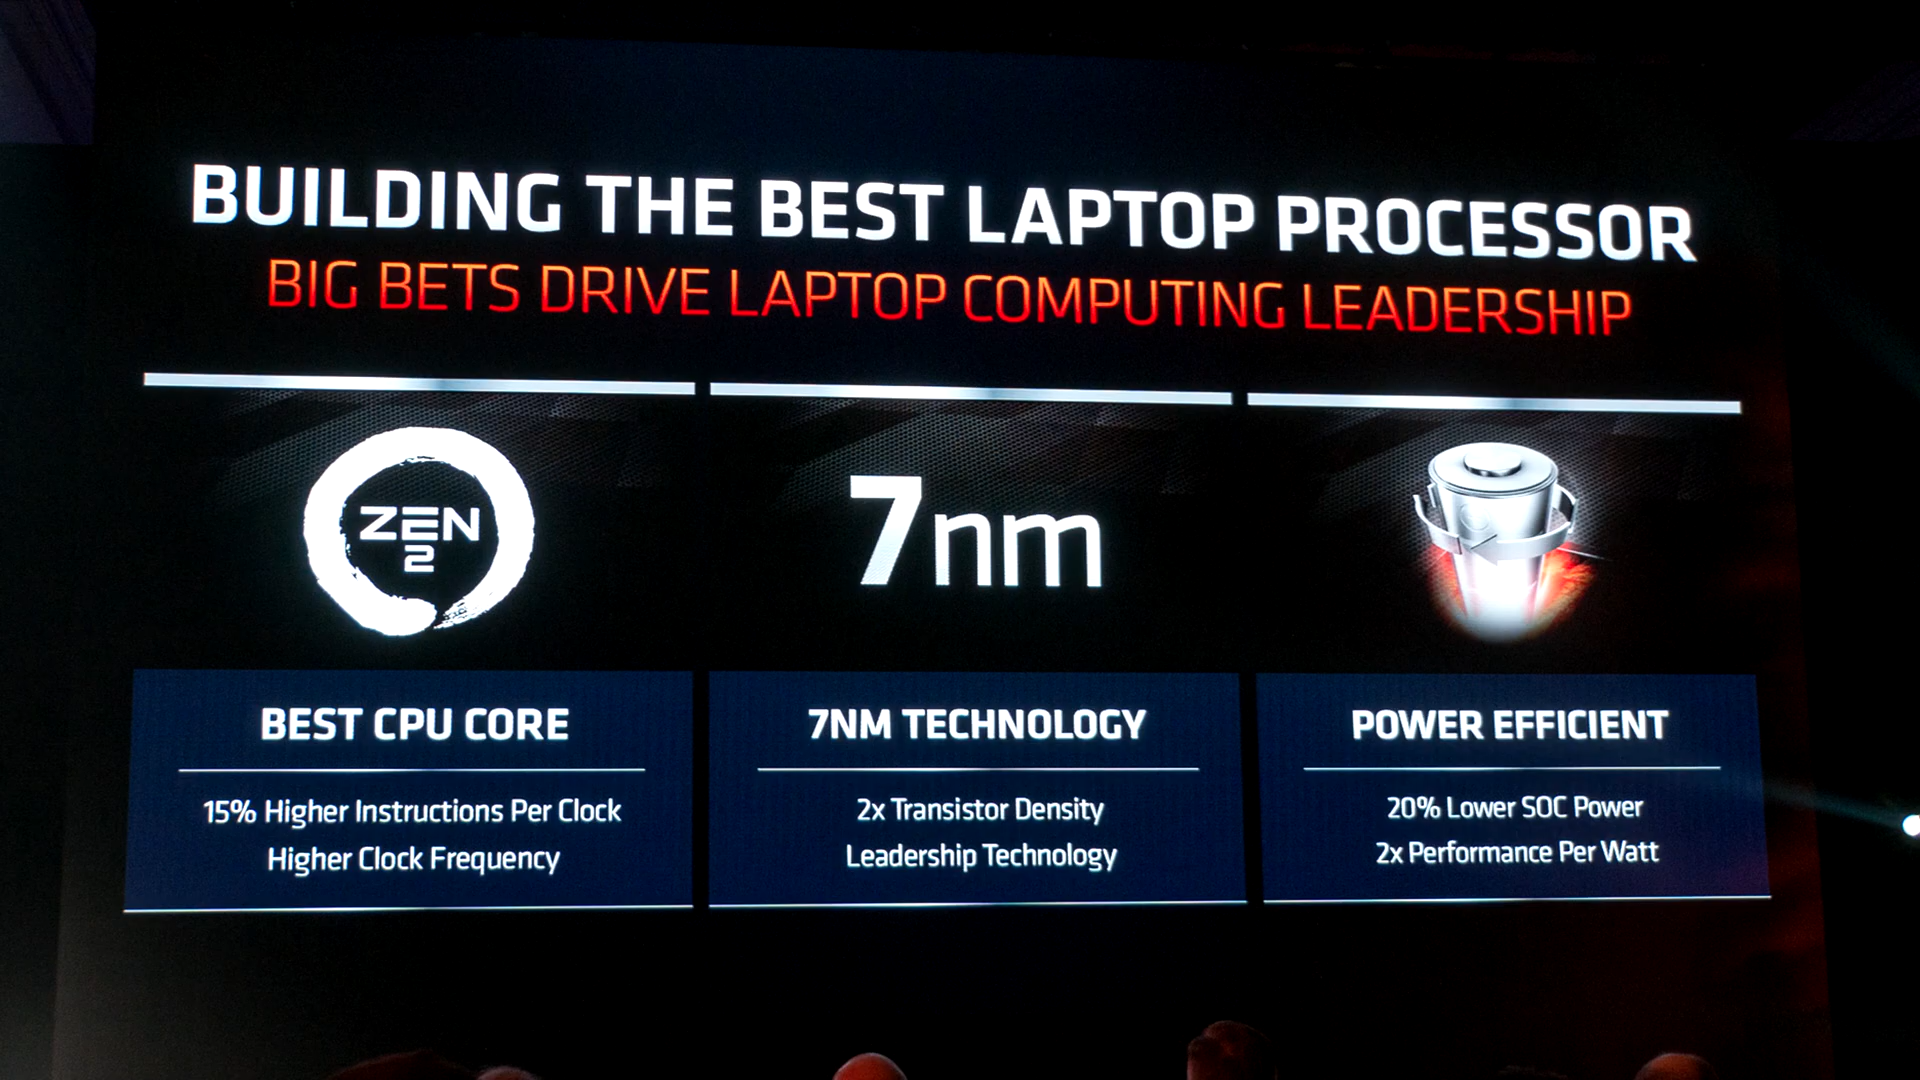 BUILDING THE BEST LAPTOP PROCESSOR
BIG BETS DRIVE LAPTOP COMPUTING LEADERSHIP
ZEN
2
7nm
BEST CPU CORE
15% Higher Instructions Per Clock
Higher Clock Frequency
7NM TECHNOLOGY
2x Transistor Density
Leadership Technology
POWER EFFICIENT
20% Lower SOC Power
2x Performance Per Watt